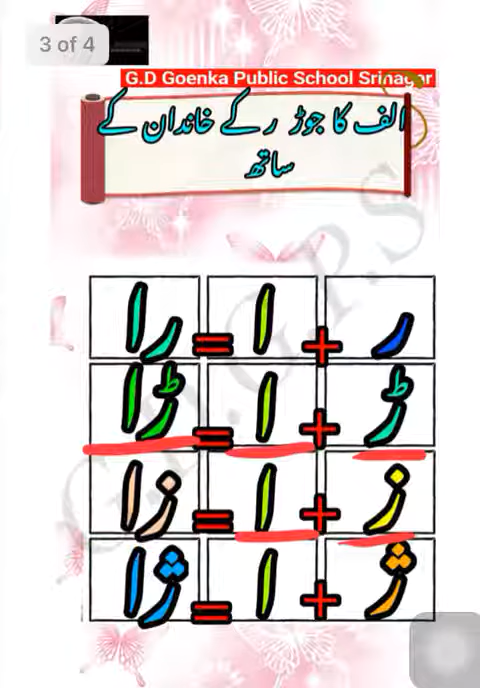 3 of 4
G.D Goenka Public School Srinagar
الف کا جوڑ ر کے خاندان کے
ساتھ
G.D.G.P.S
ر + ا = را
ڑ + ا = ڑا
ز + ا = زا
ژ + ا = ژا